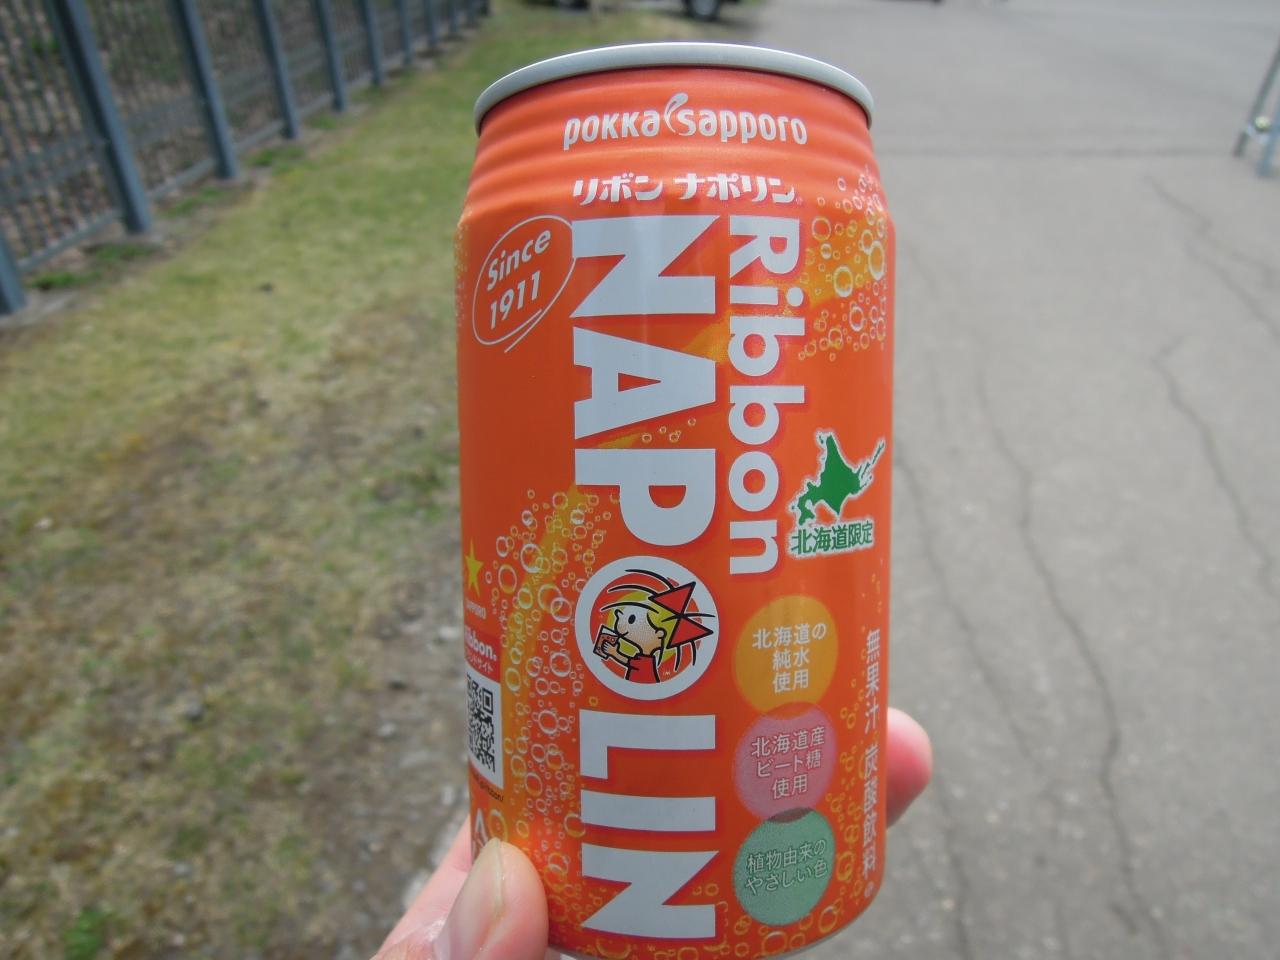 pokka sapporo
リボン ナポリン®
Since
1911
Ribbon
NAPOLIN
北海道限定
北海道の
純水
使用
北海道産
ビート糖
使用
植物由来の
やさしい色
無果汁 炭酸飲料
SAPPORO